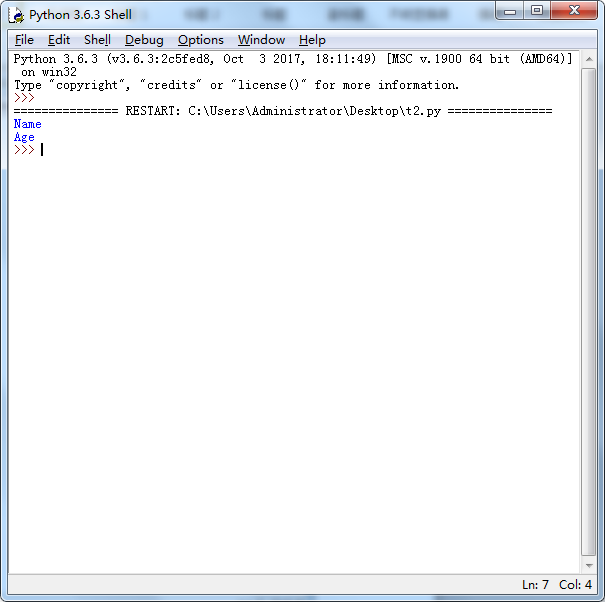 Python 3.6.3 Shell
File Edit Shell Debug Options Window Help
Python 3.6.3 (v3.6.3:2c5fed8, Oct  3 2017, 18:11:49) [MSC v.1900 64 bit (AMD64)]
 on win32
Type "copyright", "credits" or "license()" for more information.
>>>
=============== RESTART: C:\Users\Administrator\Desktop\t2.py ===============
Name
Age
>>>
Ln: 7 Col: 4